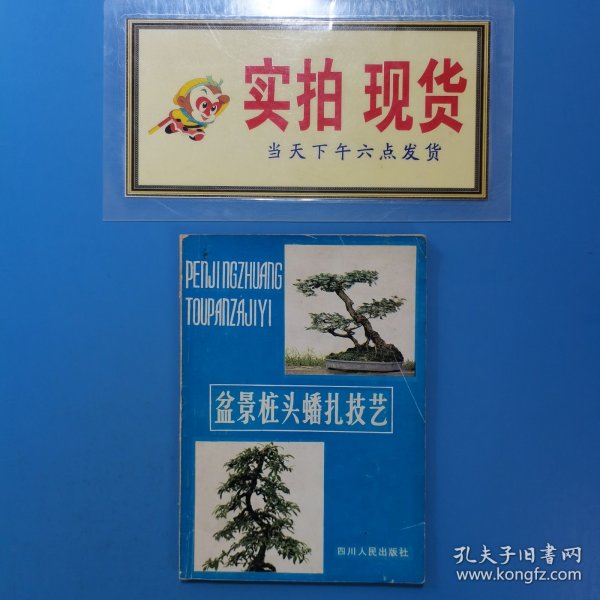 实拍 现货
当天下午六点发货
PENJINGZHUANG
TOUPANZAJIYI
盆景桩头蟠扎技艺
四川人民出版社
孔夫子旧书网
www.kongfz.com